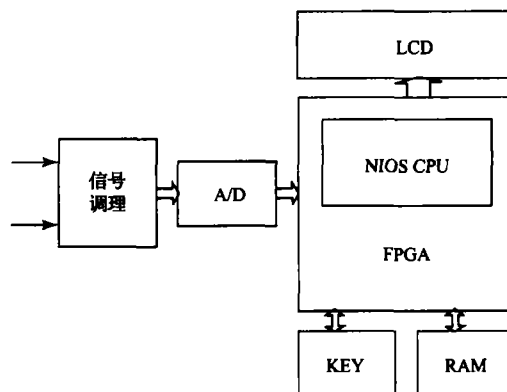 LCD
NIOS CPU
信号
调理
A/D
FPGA
KEY
RAM